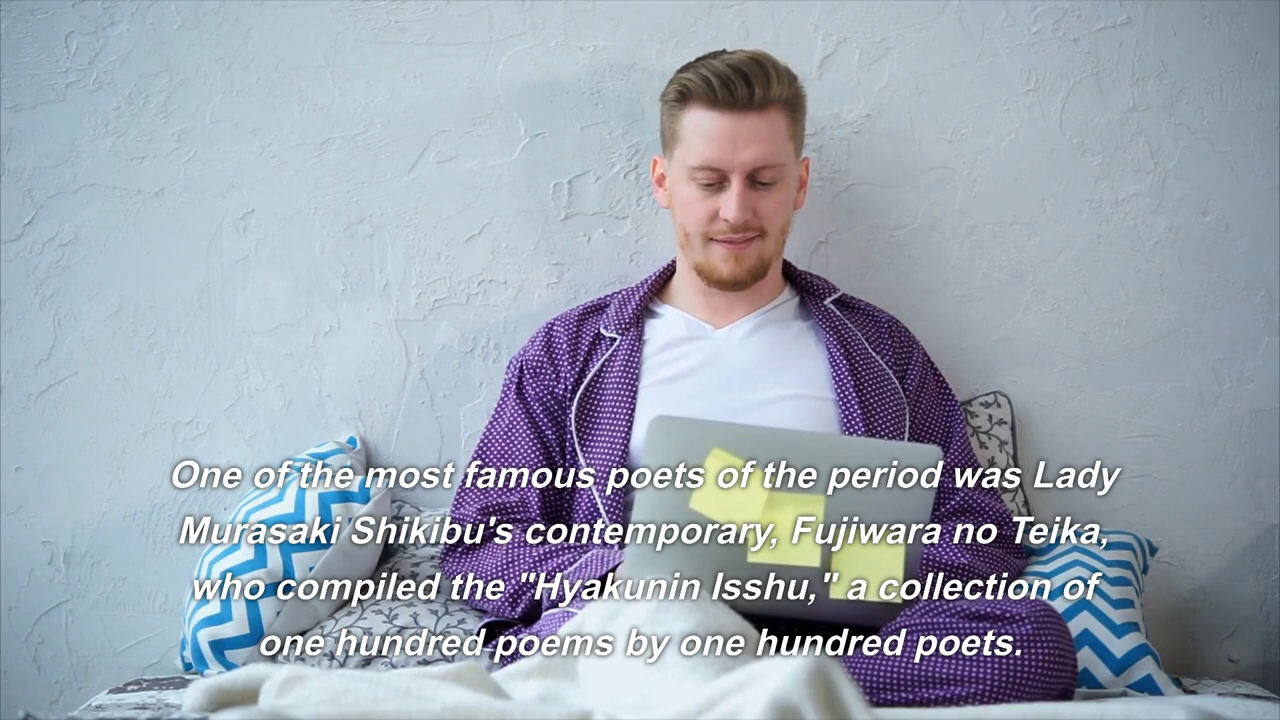 One of the most famous poets of the period was Lady
Murasaki Shikibu's contemporary, Fujiwara no Teika,
who compiled the "Hyakunin Isshu," a collection of
one hundred poems by one hundred poets.